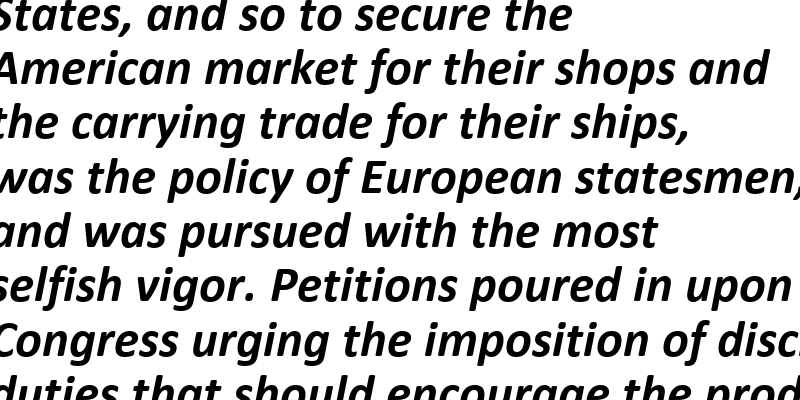 States, and so to secure the
American market for their shops and
the carrying trade for their ships,
was the policy of European statesmen,
and was pursued with the most
selfish vigor. Petitions poured in upon
Congress urging the imposition of disc
duties that should encourage the prod